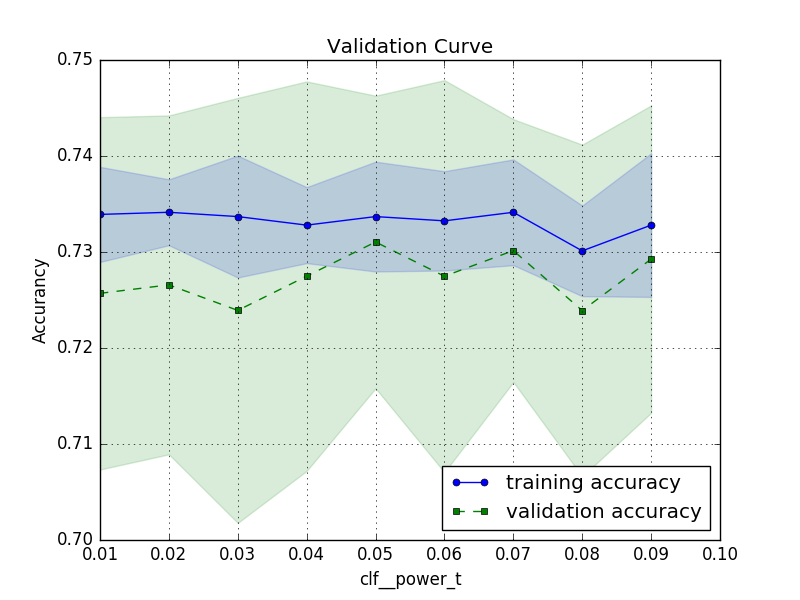 Validation Curve
0.75
0.74
0.73
0.72
0.71
0.70
Accurancy
0.01 0.02 0.03 0.04 0.05 0.06 0.07 0.08 0.09 0.10
clf__power_t
training accuracy
validation accuracy